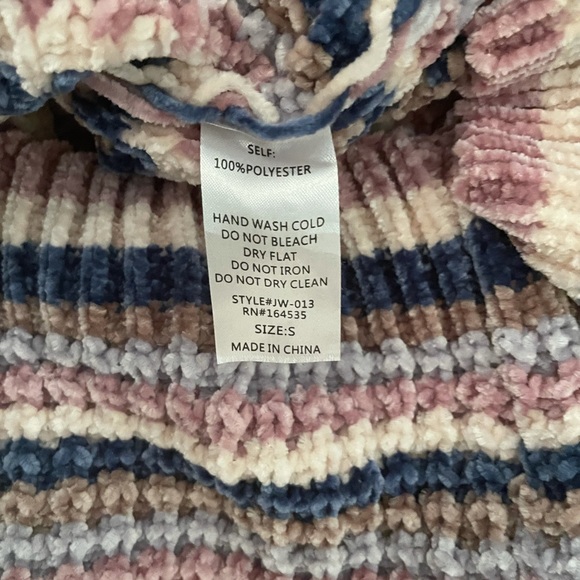 SELF:
100%POLYESTER
HAND WASH COLD
DO NOT BLEACH
DRY FLAT
DO NOT IRON
DO NOT DRY CLEAN
STYLE#JW-013
RN#164535
SIZE:S
MADE IN CHINA